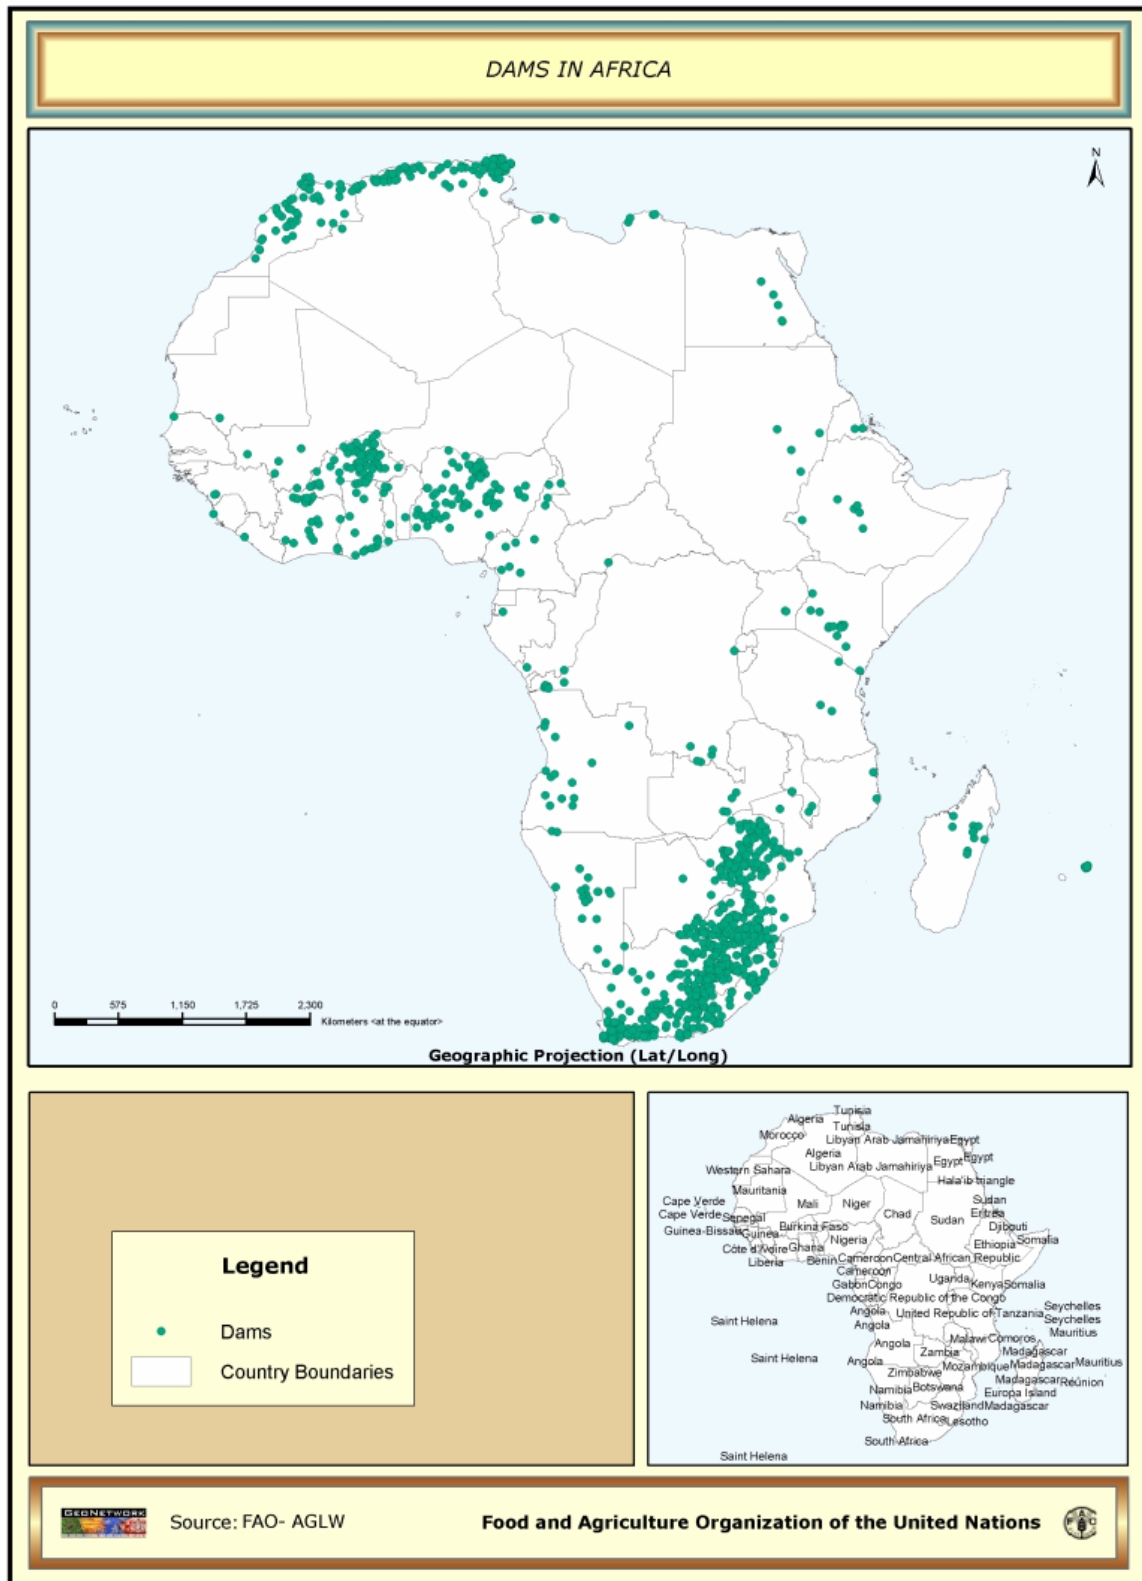 DAMS IN AFRICA
N
0 575 1,150 1,725 2,300
Kilometers <at the equator>
Geographic Projection (Lat/Long)
Legend
Dams
Country Boundaries
Tunisia
Algeria
Tunisia
Morocco
Libyan Arab Jamahiriya
Egypt
Algeria
Egypt
Egypt
Libyan Arab Jamahiriya
Western Sahara
Hala'ib triangle
Mauritania
Cape Verde
Mali
Niger
Sudan
Cape Verde
Senegal
Chad
Sudan
Eritrea
Guinea-Bissau
Guinea
Burkina Faso
Djibouti
Nigeria
Ethiopia
Somalia
Côte d'Ivoire
Ghana
Liberia
Benin
Cameroon
Central African Republic
Cameroon
Gabon
Congo
Uganda
Kenya
Somalia
Democratic Republic of the Congo
Angola
United Republic of Tanzania
Seychelles
Saint Helena
Angola
Seychelles
Mauritius
Angola
Malawi
Comoros
Saint Helena
Angola
Zambia
Madagascar
Mozambique
Madagascar
Mauritius
Zimbabwe
Madagascar
Réunion
Namibia
Botswana
Europa Island
Namibia
Swaziland
Madagascar
South Africa
Lesotho
South Africa
Saint Helena
GEONETWORK
Source: FAO- AGLW
Food and Agriculture Organization of the United Nations